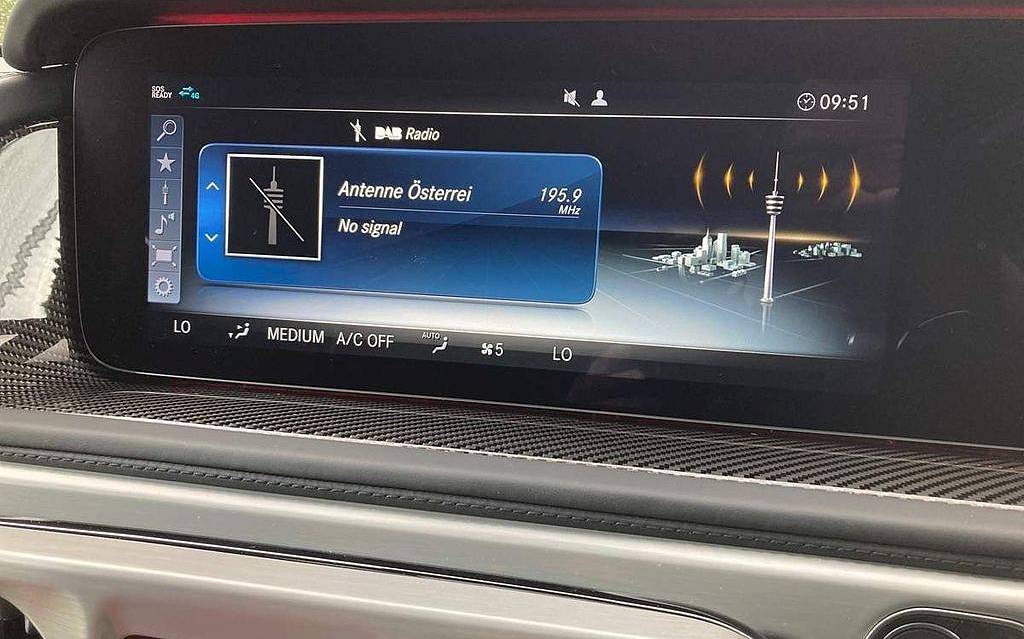 SOS
READY
4G
09:51
DAB Radio
Antenne Österrei
195.9
MHz
No signal
LO
MEDIUM
A/C OFF
AUTO
5
LO